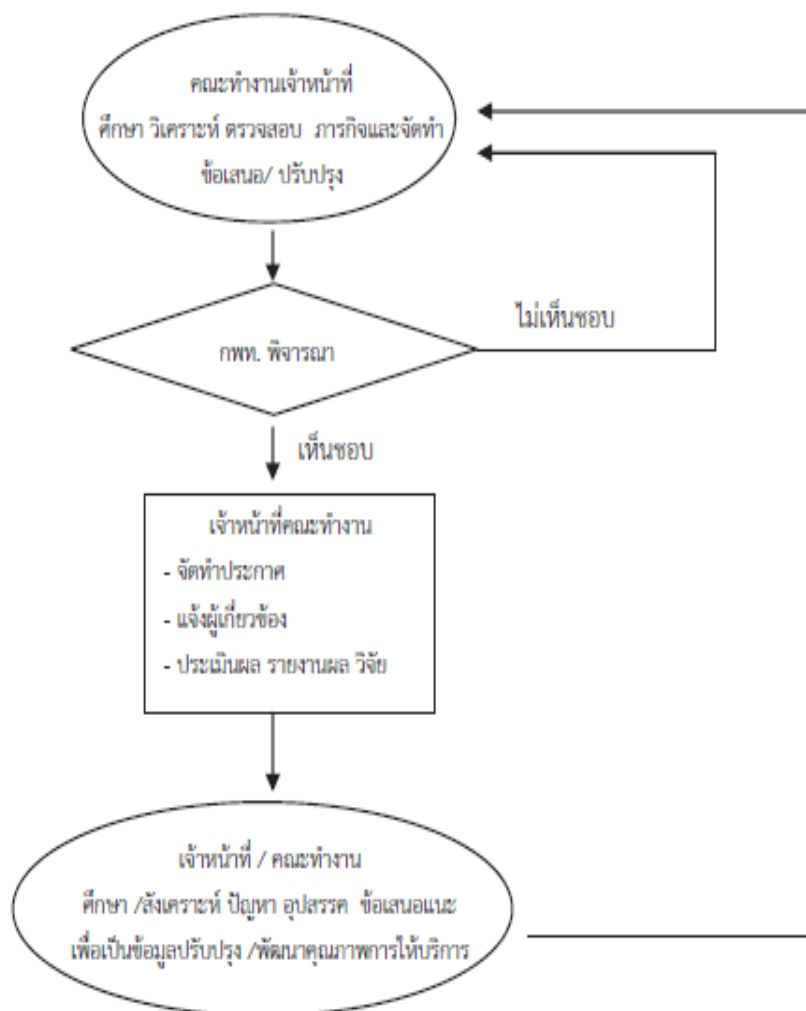 คณะทำงานเจ้าหน้าที่
ศึกษา วิเคราะห์ ตรวจสอบ ภารกิจและจัดทำ
ข้อเสนอ/ ปรับปรุง
ไม่เห็นชอบ
กพท. พิจารณา
เห็นชอบ
เจ้าหน้าที่คณะทำงาน
- จัดทำประกาศ
- แจ้งผู้เกี่ยวข้อง
- ประเมินผล รายงานผล วิจัย
เจ้าหน้าที่ / คณะทำงาน
ศึกษา /สังเคราะห์ ปัญหา อุปสรรค ข้อเสนอแนะ
เพื่อเป็นข้อมูลปรับปรุง /พัฒนาคุณภาพการให้บริการ